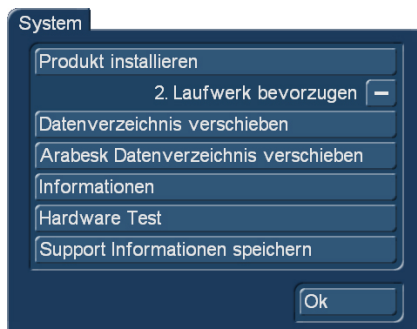 System
Produkt installieren
2. Laufwerk bevorzugen
Datenverzeichnis verschieben
Arabesk Datenverzeichnis verschieben
Informationen
Hardware Test
Support Informationen speichern
Ok